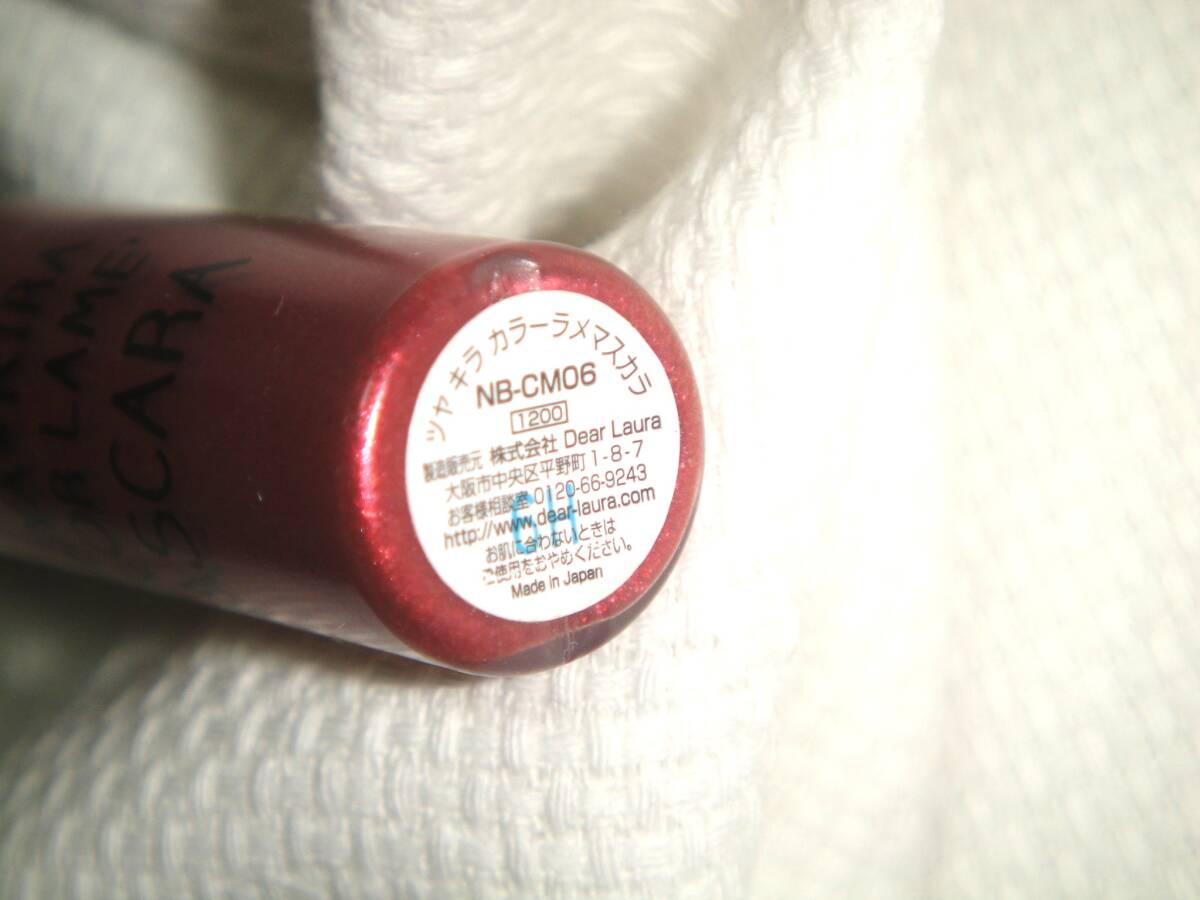 KIRA
LAME
SCARA
ツヤ キラ カラーラメマスカラ
NB-CM06
1200
製造販売元 株式会社 Dear Laura
大阪市中央区平野町1-8-7
お客様相談室 0120-66-9243
http://www.dear-laura.com
GH
お肌に合わないときは
ご使用をおやめください。
Made in Japan